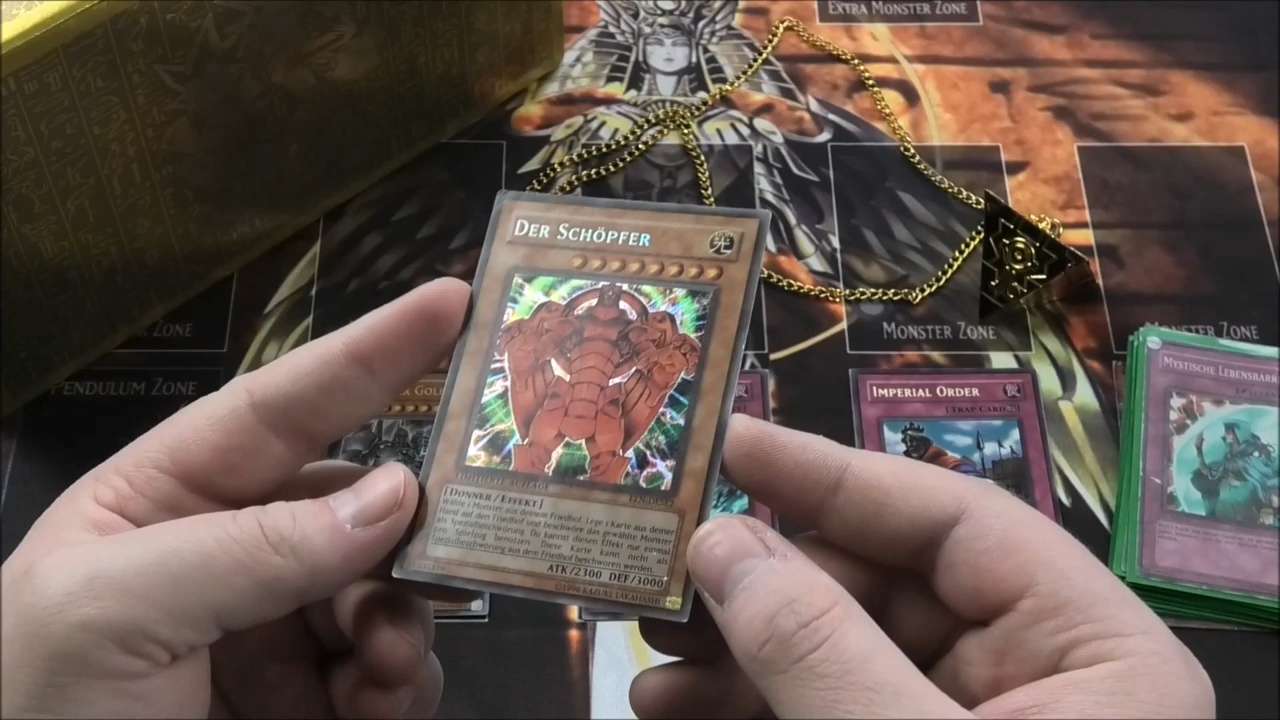 Extra Monster Zone
Der Schöpfer
Zone
Monster Zone
Monster Zone
Pendulum Zone
Imperial Order
[Trap Card
Mystische Lebensbarr
Limitierte Auflage
[Donner / Effekt]
Wähle 1 Monster aus deinem Friedhof. Lege 1 Karte aus deiner
Hand auf den Friedhof und beschwöre das gewählte Monster
als Spezialbeschwörung. Du kannst diesen Effekt nur einmal
pro Spielzug benutzen. Diese Karte kann nicht als
Spezialbeschwörung aus dem Friedhof beschworen werden.
ATK/2300 DEF/3000
©1996 KAZUKI TAKAHASHI